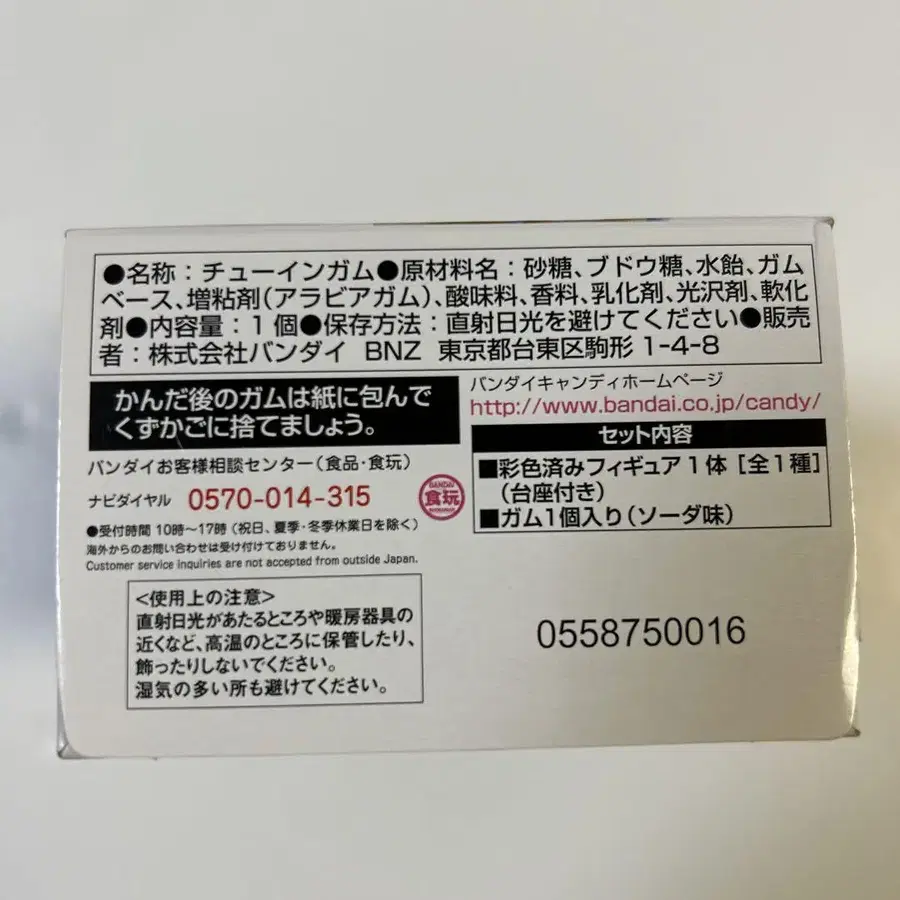 ●名称：チューインガム●原材料名：砂糖、ブドウ糖、水飴、ガム
ベース、増粘剤(アラビアガム)、酸味料、香料、乳化剤、光沢剤、軟化
剤●内容量：1個●保存方法：直射日光を避けてください●販売
者：株式会社バンダイ BNZ 東京都台東区駒形 1-4-8
かんだ後のガムは紙に包んで
くずかごに捨てましょう。
バンダイお客様相談センター(食品・食玩)
ナビダイヤル 0570-014-315
●受付時間 10時〜17時 (祝日、夏季・冬季休業日を除く)
海外からのお問い合わせは受け付けておりません。
Customer service inquiries are not accepted from outside Japan.
BANDAI
食玩
バンダイキャンディホームページ
http://www.bandai.co.jp/candy/
セット内容
■彩色済みフィギュア1体 [全1種]
(台座付き)
■ガム1個入り(ソーダ味)
<使用上の注意>
直射日光があたるところや暖房器具の
近くなど、高温のところに保管したり、
飾ったりしないでください。
湿気の多い所も避けてください。
0558750016